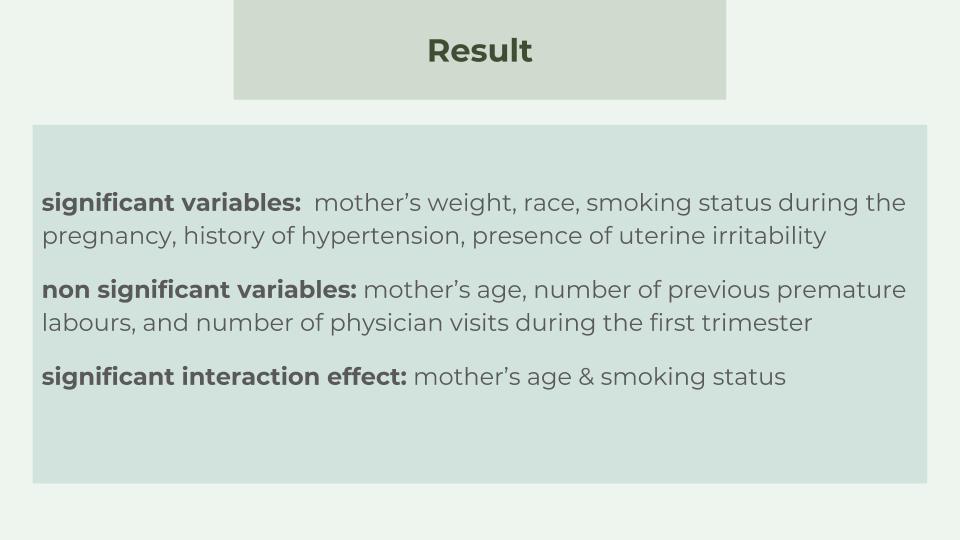 Result
significant variables:  mother’s weight, race, smoking status during the
pregnancy, history of hypertension, presence of uterine irritability
non significant variables: mother’s age, number of previous premature
labours, and number of physician visits during the first trimester
significant interaction effect: mother’s age & smoking status